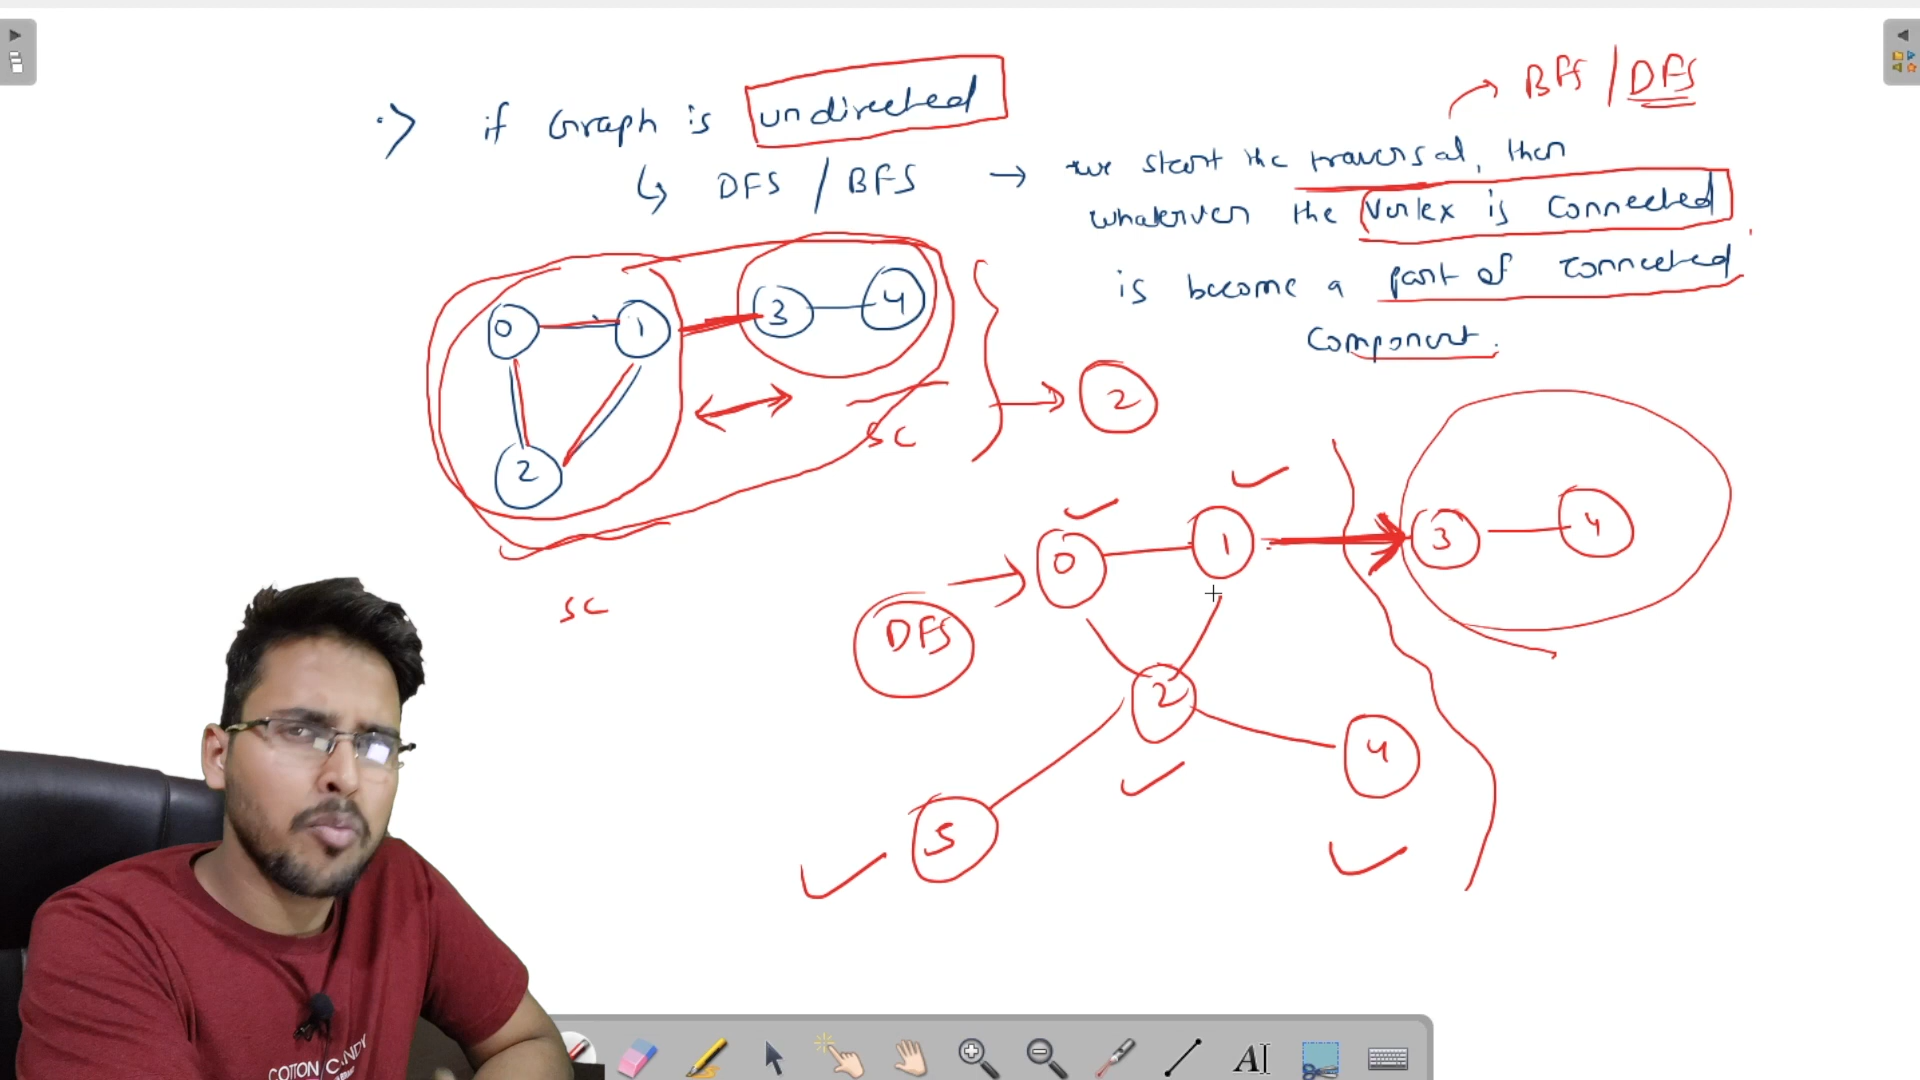 BFS / DFS
·> if Graph is undirected
↳ DFS / BFS → we start the traversal, then
whatever the vertex is connected
is become a part of connected
component.
0 1 3 4
2
2
SC
SC
0 1 3 4
DFS
2
4
5
COTTON CANDY
AI